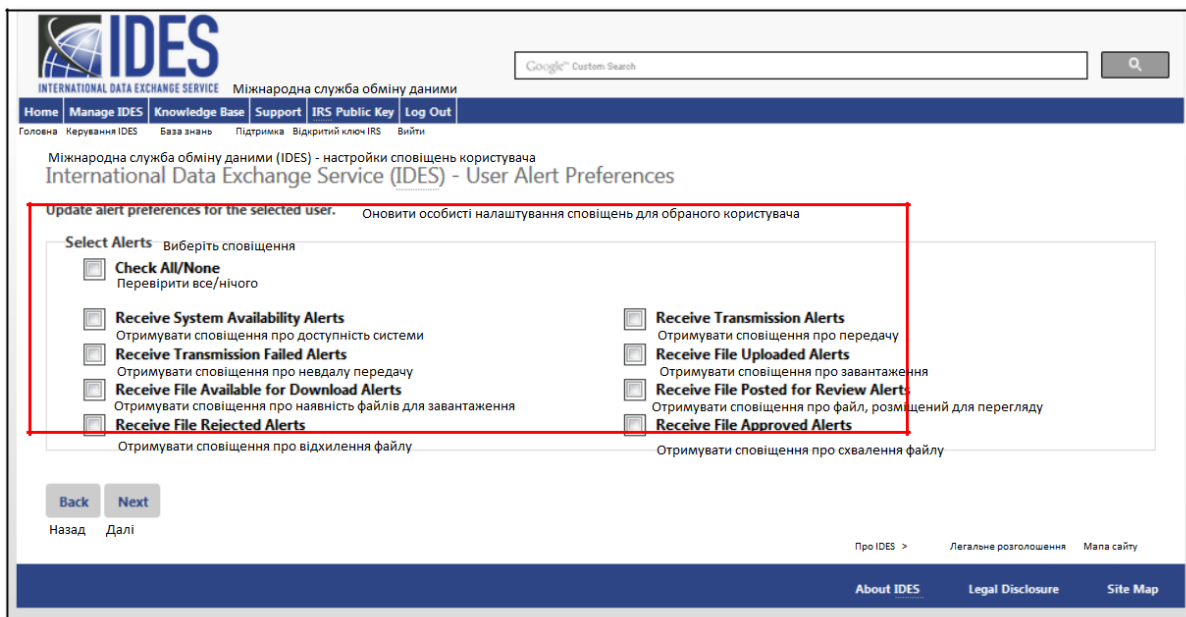 IDES
INTERNATIONAL DATA EXCHANGE SERVICE Міжнародна служба обміну даними
Google™ Custom Search
Home Manage IDES Knowledge Base Support IRS Public Key Log Out
Головна Керування IDES База знань Підтримка Відкритий ключ IRS Вийти
Міжнародна служба обміну даними (IDES) - настройки сповіщень користувача
International Data Exchange Service (IDES) - User Alert Preferences
Update alert preferences for the selected user. Оновити особисті налаштування сповіщень для обраного користувача
Select Alerts Виберіть сповіщення
Check All/None
Перевірити все/нічого
Receive System Availability Alerts Receive Transmission Alerts
Отримувати сповіщення про доступність системи Отримувати сповіщення про передачу
Receive Transmission Failed Alerts Receive File Uploaded Alerts
Отримувати сповіщення про невдалу передачу Отримувати сповіщення про завантаження
Receive File Available for Download Alerts Receive File Posted for Review Alerts
Отримувати сповіщення про наявність файлів для завантаження Отримувати сповіщення про файл, розміщений для перегляду
Receive File Rejected Alerts Receive File Approved Alerts
Отримувати сповіщення про відхилення файлу Отримувати сповіщення про схвалення файлу
Back Next
Назад Далі
Про IDES > Легальне розголошення Мапа сайту
About IDES Legal Disclosure Site Map